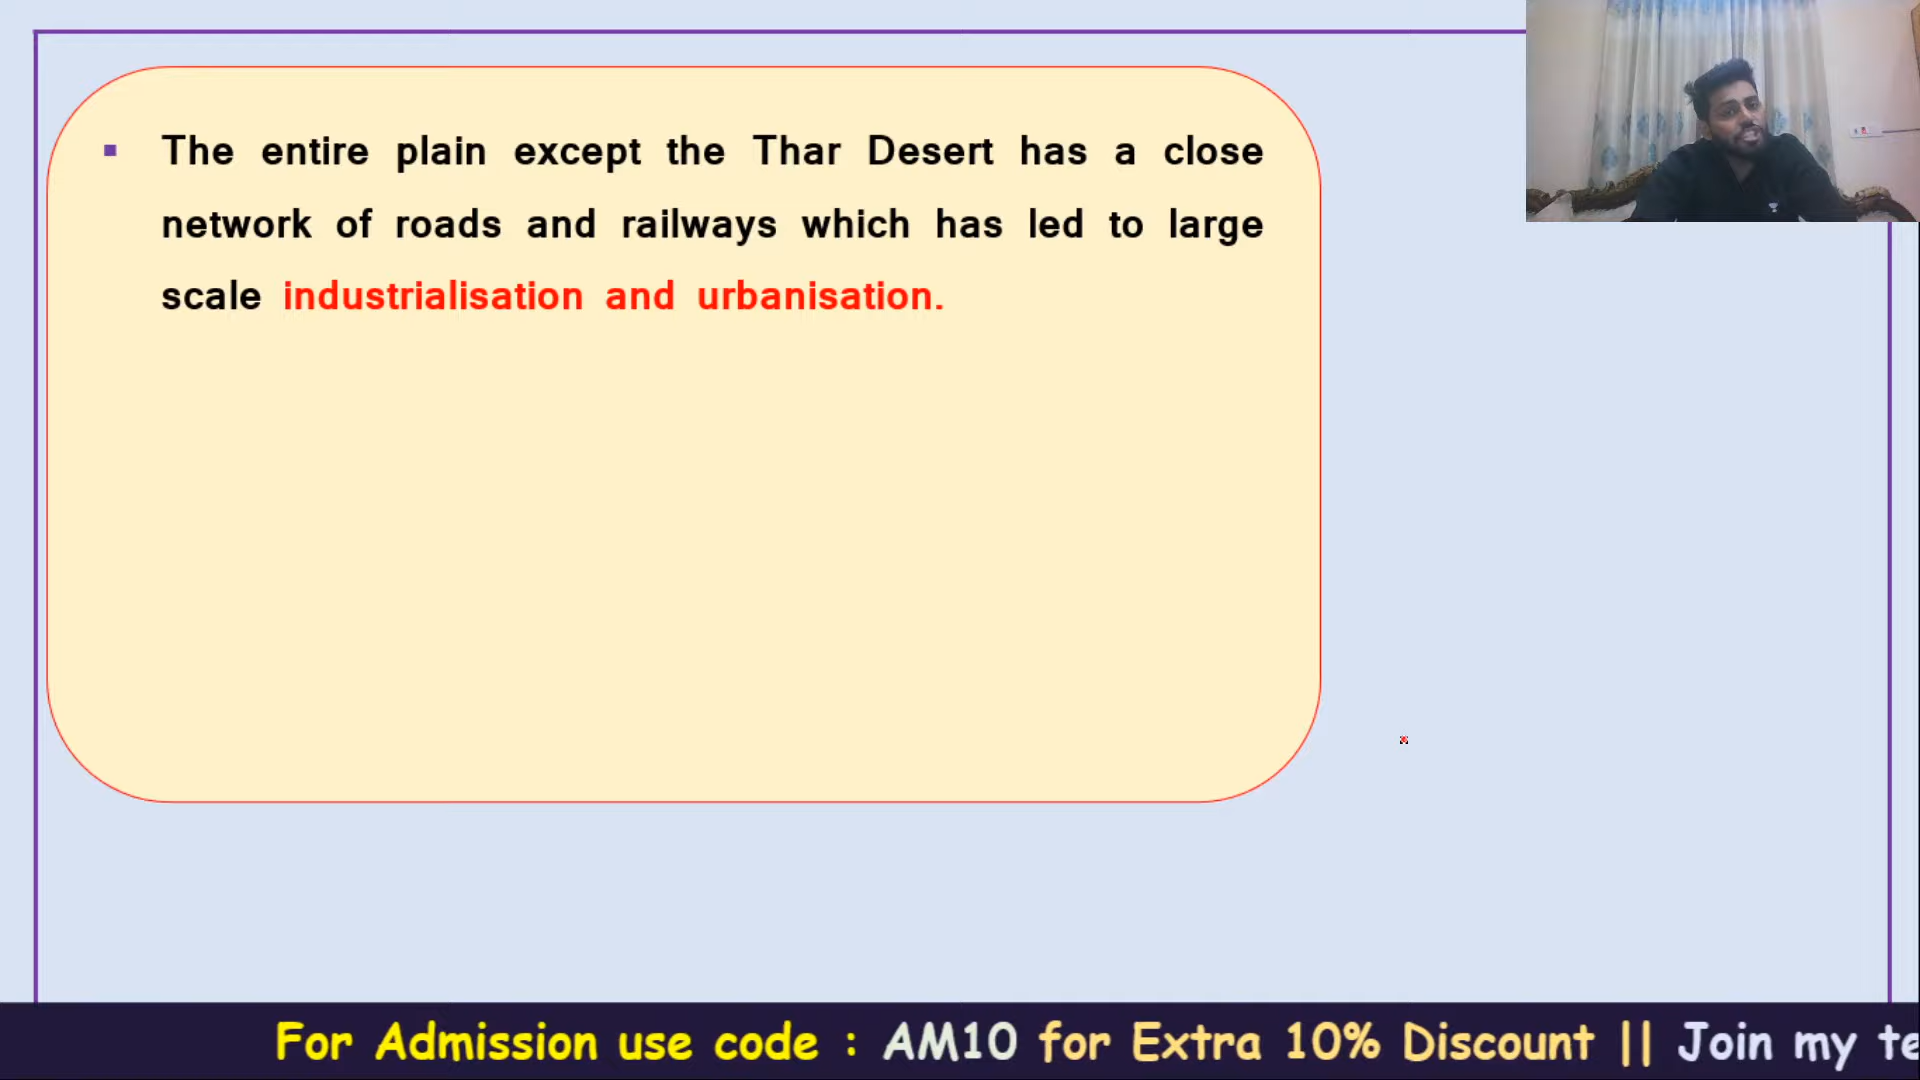 The entire plain except the Thar Desert has a close
network of roads and railways which has led to large
scale industrialisation and urbanisation.
For Admission use code : AM10 for Extra 10% Discount || Join my te